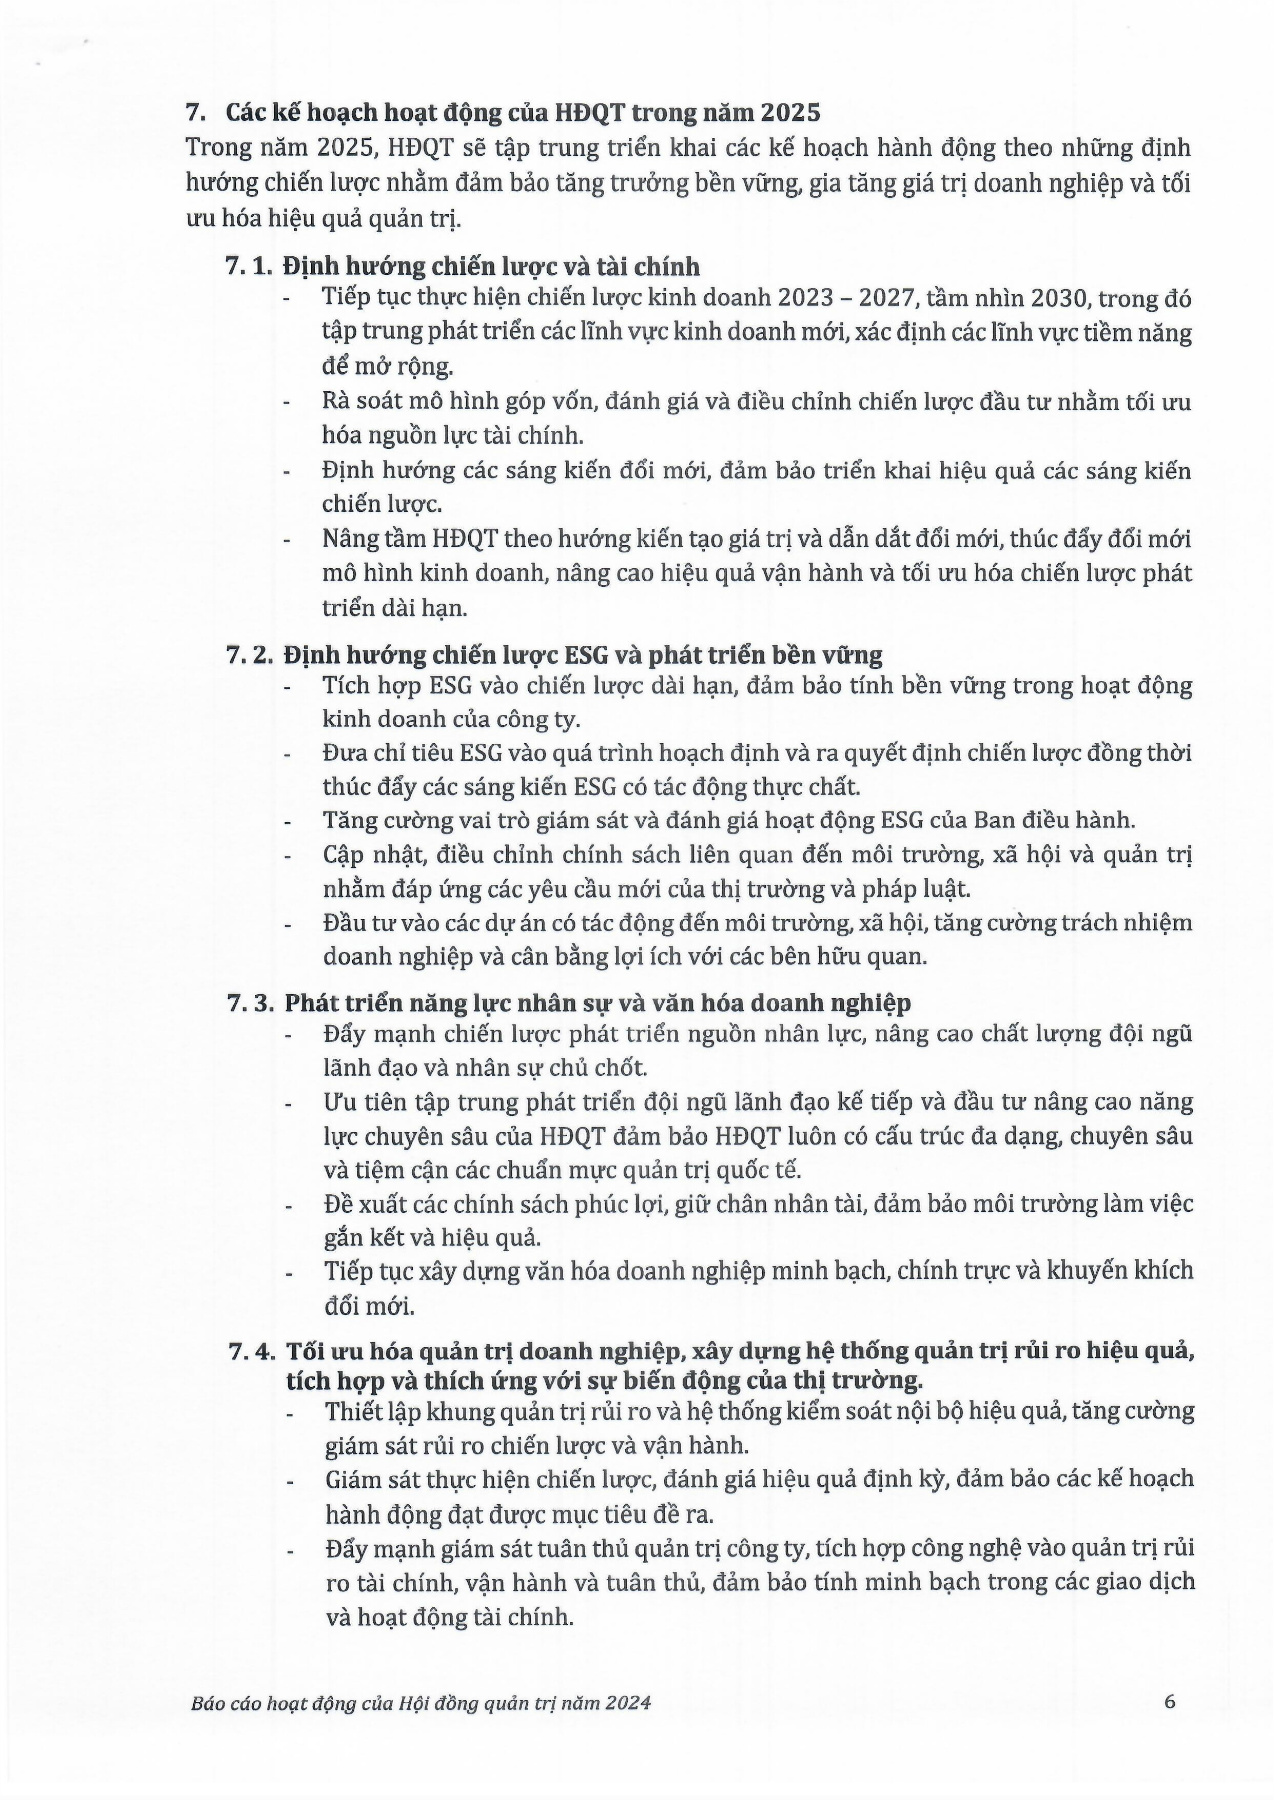 7. Các kế hoạch hoạt động của HĐQT trong năm 2025
Trong năm 2025, HĐQT sẽ tập trung triển khai các kế hoạch hành động theo những định
hướng chiến lược nhằm đảm bảo tăng trưởng bền vững, gia tăng giá trị doanh nghiệp và tối
ưu hóa hiệu quả quản trị.
7. 1. Định hướng chiến lược và tài chính
- Tiếp tục thực hiện chiến lược kinh doanh 2023 – 2027, tầm nhìn 2030, trong đó
tập trung phát triển các lĩnh vực kinh doanh mới, xác định các lĩnh vực tiềm năng
để mở rộng.
- Rà soát mô hình góp vốn, đánh giá và điều chỉnh chiến lược đầu tư nhằm tối ưu
hóa nguồn lực tài chính.
- Định hướng các sáng kiến đổi mới, đảm bảo triển khai hiệu quả các sáng kiến
chiến lược.
- Nâng tầm HĐQT theo hướng kiến tạo giá trị và dẫn dắt đổi mới, thúc đẩy đổi mới
mô hình kinh doanh, nâng cao hiệu quả vận hành và tối ưu hóa chiến lược phát
triển dài hạn.
7. 2. Định hướng chiến lược ESG và phát triển bền vững
- Tích hợp ESG vào chiến lược dài hạn, đảm bảo tính bền vững trong hoạt động
kinh doanh của công ty.
- Đưa chỉ tiêu ESG vào quá trình hoạch định và ra quyết định chiến lược đồng thời
thúc đẩy các sáng kiến ESG có tác động thực chất.
- Tăng cường vai trò giám sát và đánh giá hoạt động ESG của Ban điều hành.
- Cập nhật, điều chỉnh chính sách liên quan đến môi trường, xã hội và quản trị
nhằm đáp ứng các yêu cầu mới của thị trường và pháp luật.
- Đầu tư vào các dự án có tác động đến môi trường, xã hội, tăng cường trách nhiệm
doanh nghiệp và cân bằng lợi ích với các bên hữu quan.
7. 3. Phát triển năng lực nhân sự và văn hóa doanh nghiệp
- Đẩy mạnh chiến lược phát triển nguồn nhân lực, nâng cao chất lượng đội ngũ
lãnh đạo và nhân sự chủ chốt.
- Ưu tiên tập trung phát triển đội ngũ lãnh đạo kế tiếp và đầu tư nâng cao năng
lực chuyên sâu của HĐQT đảm bảo HĐQT luôn có cấu trúc đa dạng, chuyên sâu
và tiệm cận các chuẩn mực quản trị quốc tế.
- Đề xuất các chính sách phúc lợi, giữ chân nhân tài, đảm bảo môi trường làm việc
gắn kết và hiệu quả.
- Tiếp tục xây dựng văn hóa doanh nghiệp minh bạch, chính trực và khuyến khích
đổi mới.
7. 4. Tối ưu hóa quản trị doanh nghiệp, xây dựng hệ thống quản trị rủi ro hiệu quả,
tích hợp và thích ứng với sự biến động của thị trường.
- Thiết lập khung quản trị rủi ro và hệ thống kiểm soát nội bộ hiệu quả, tăng cường
giám sát rủi ro chiến lược và vận hành.
- Giám sát thực hiện chiến lược, đánh giá hiệu quả định kỳ, đảm bảo các kế hoạch
hành động đạt được mục tiêu đề ra.
- Đẩy mạnh giám sát tuân thủ quản trị công ty, tích hợp công nghệ vào quản trị rủi
ro tài chính, vận hành và tuân thủ, đảm bảo tính minh bạch trong các giao dịch
và hoạt động tài chính.
Báo cáo hoạt động của Hội đồng quản trị năm 2024 6